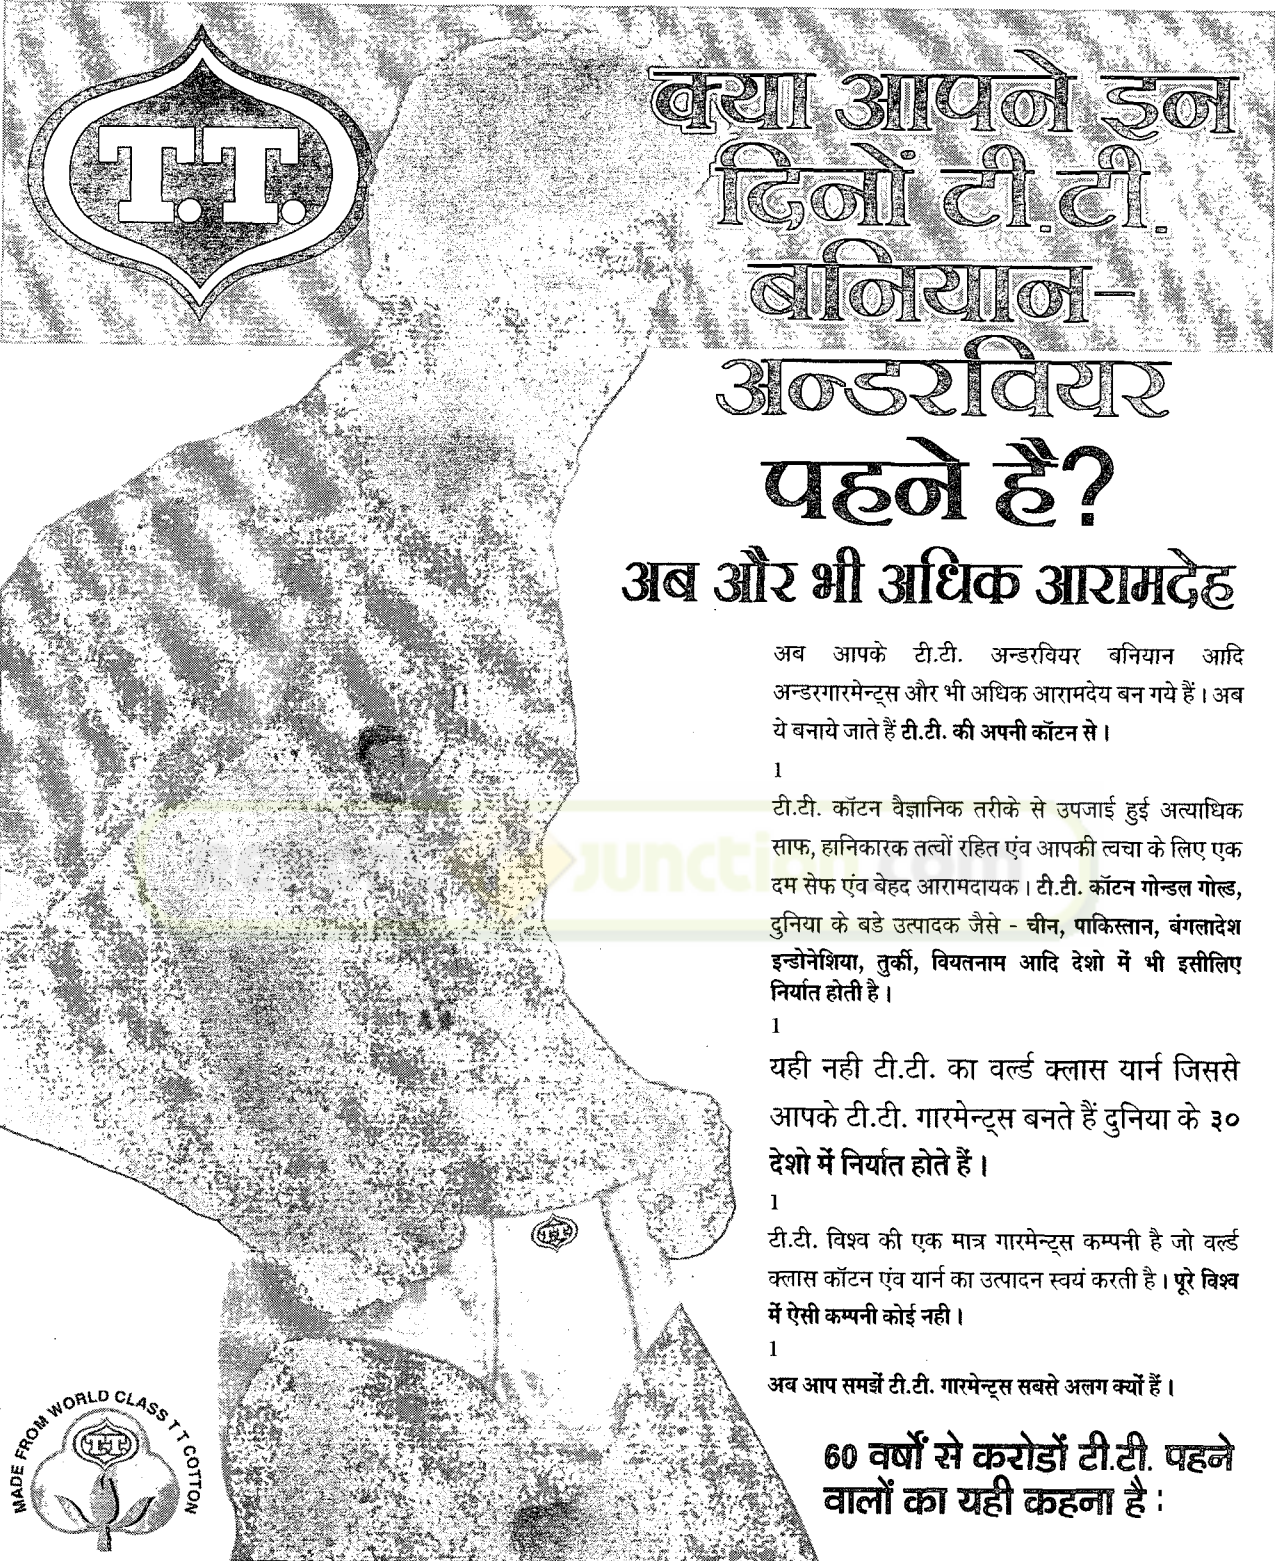 T.T.
क्या आपने इन
दिनों टी.टी.
बनियान-
अन्डरवियर
पहने है?
अब और भी अधिक आरामदेह
अब आपके टी.टी. अन्डरवियर बनियान आदि
अन्डरगारमेन्ट्स और भी अधिक आरामदेय बन गये हैं। अब
ये बनाये जाते हैं टी.टी. की अपनी कॉटन से।
1
टी.टी. कॉटन वैज्ञानिक तरीके से उपजाई हुई अत्याधिक
साफ, हानिकारक तत्वों रहित एंव आपकी त्वचा के लिए एक
दम सेफ एंव बेहद आरामदायक। टी.टी. कॉटन गोन्डल गोल्ड,
दुनिया के बडे उत्पादक जैसे - चीन, पाकिस्तान, बंगलादेश
इन्डोनेशिया, तुर्की, वियतनाम आदि देशो में भी इसीलिए
निर्यात होती है।
1
यही नही टी.टी. का वर्ल्ड क्लास यार्न जिससे
आपके टी.टी. गारमेन्ट्स बनते हैं दुनिया के ३०
देशो में निर्यात होते हैं।
1
टी.टी. विश्व की एक मात्र गारमेन्ट्स कम्पनी है जो वर्ल्ड
क्लास कॉटन एंव यार्न का उत्पादन स्वयं करती है। पूरे विश्व
में ऐसी कम्पनी कोई नही।
1
अब आप समझें टी.टी. गारमेन्ट्स सबसे अलग क्यों हैं।
60 वर्षों से करोडों टी.टी. पहने
वालों का यही कहना है :
T.T.
MADE FROM WORLD CLASS T T COTTON
T.T
junction.com